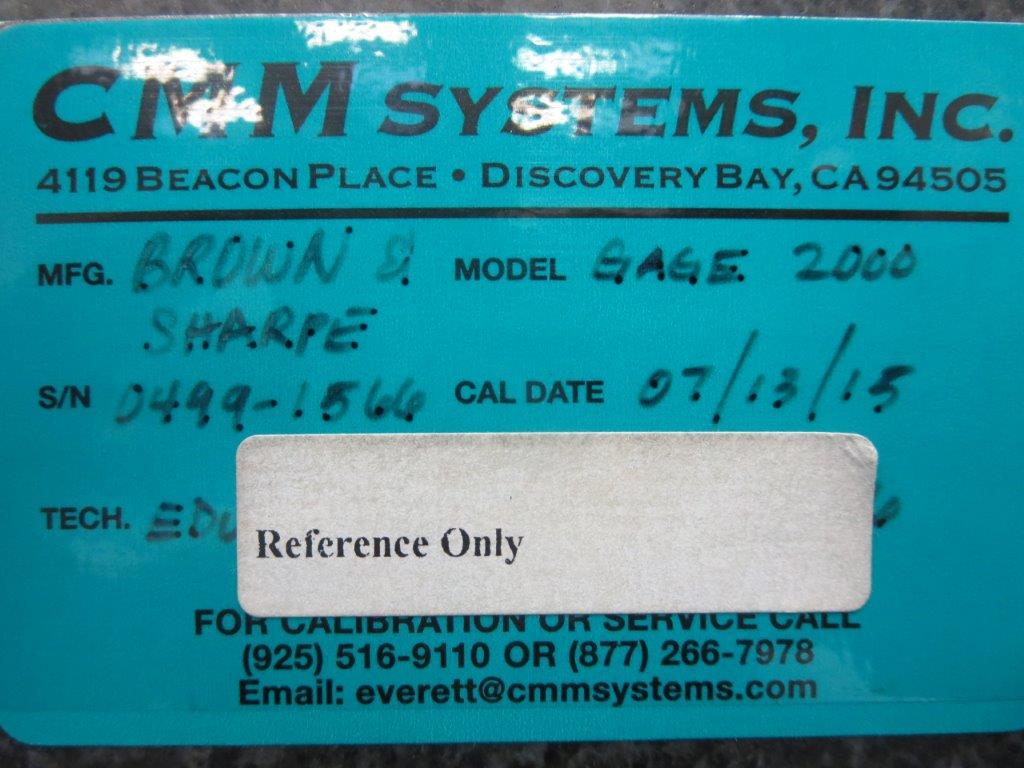 CMM SYSTEMS, INC.
4119 BEACON PLACE • DISCOVERY BAY, CA 94505
MFG. BROWN & MODEL GAGE 2000
SHARPE
S/N 0499-1566 CAL DATE 07/13/15
TECH.
Reference Only
FOR CALIBRATION OR SERVICE CALL
(925) 516-9110 OR (877) 266-7978
Email: everett@cmmsystems.com